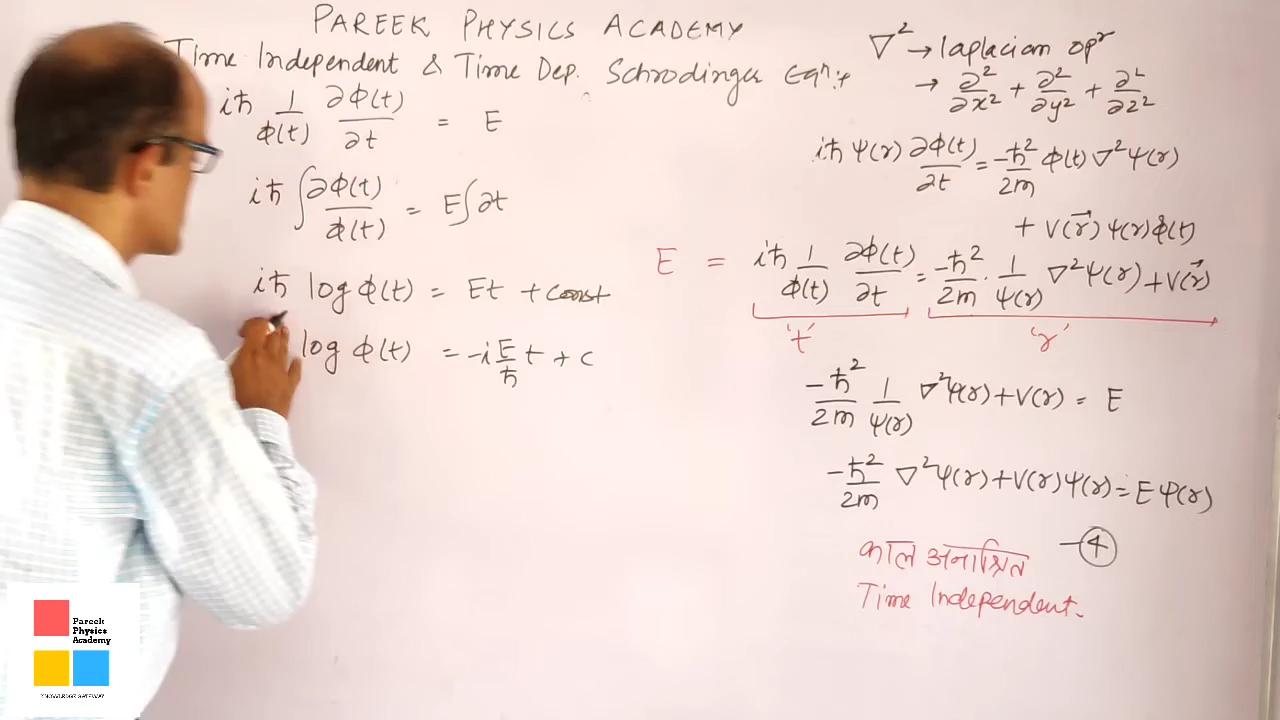 PAREEK PHYSICS ACADEMY
Time Independent & Time Dep. Schrodinger Eqⁿ:+
iħ 1/ϕ(t) ∂ϕ(t)/∂t = E
iħ ∫ ∂ϕ(t)/ϕ(t) = E∫∂t
iħ log ϕ(t) = Et + const
log ϕ(t) = -i E/ħ t + c
∇² → laplacian opʳ
→ ∂²/∂x² + ∂²/∂y² + ∂²/∂z²
iħ ψ(r) ∂ϕ(t)/∂t = -ħ²/2m ϕ(t) ∇²ψ(r)
+ V(r⃗) ψ(r) ϕ(t)
E = iħ 1/ϕ(t) ∂ϕ(t)/∂t = -ħ²/2m · 1/ψ(r) ∇²ψ(r) + V(r⃗)
't' 'r'
-ħ²/2m 1/ψ(r) ∇²ψ(r) + V(r) = E
-ħ²/2m ∇²ψ(r) + V(r)ψ(r) = E ψ(r)
-④
काल अनाश्रित
Time Independent.
Pareek
Physics
Academy
KNOWLEDGE GATEWAY